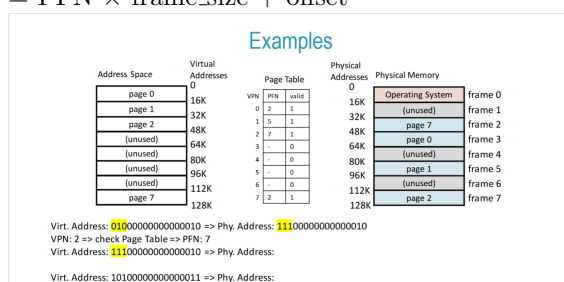 = PFN × frame_size + offset
Examples
Address Space Virtual Addresses Page Table Physical Addresses Physical Memory
0 0
page 0 Operating System frame 0
16K VPN PFN valid 16K
page 1 0 2 1 (unused) frame 1
32K 32K
page 2 1 5 1 page 7 frame 2
48K 48K
(unused) 2 7 1 page 0 frame 3
64K 3 - 0 64K
(unused) 4 - 0 (unused) frame 4
80K 80K
(unused) 5 - 0 page 1 frame 5
96K 96K
(unused) 6 - 0 (unused) frame 6
112K 112K
page 7 7 2 1 page 2 frame 7
128K 128K
Virt. Address: 01000000000000010 => Phy. Address: 11100000000000010
VPN: 2 => check Page Table => PFN: 7
Virt. Address: 11100000000000010 => Phy. Address:
Virt. Address: 10100000000000011 => Phy. Address: